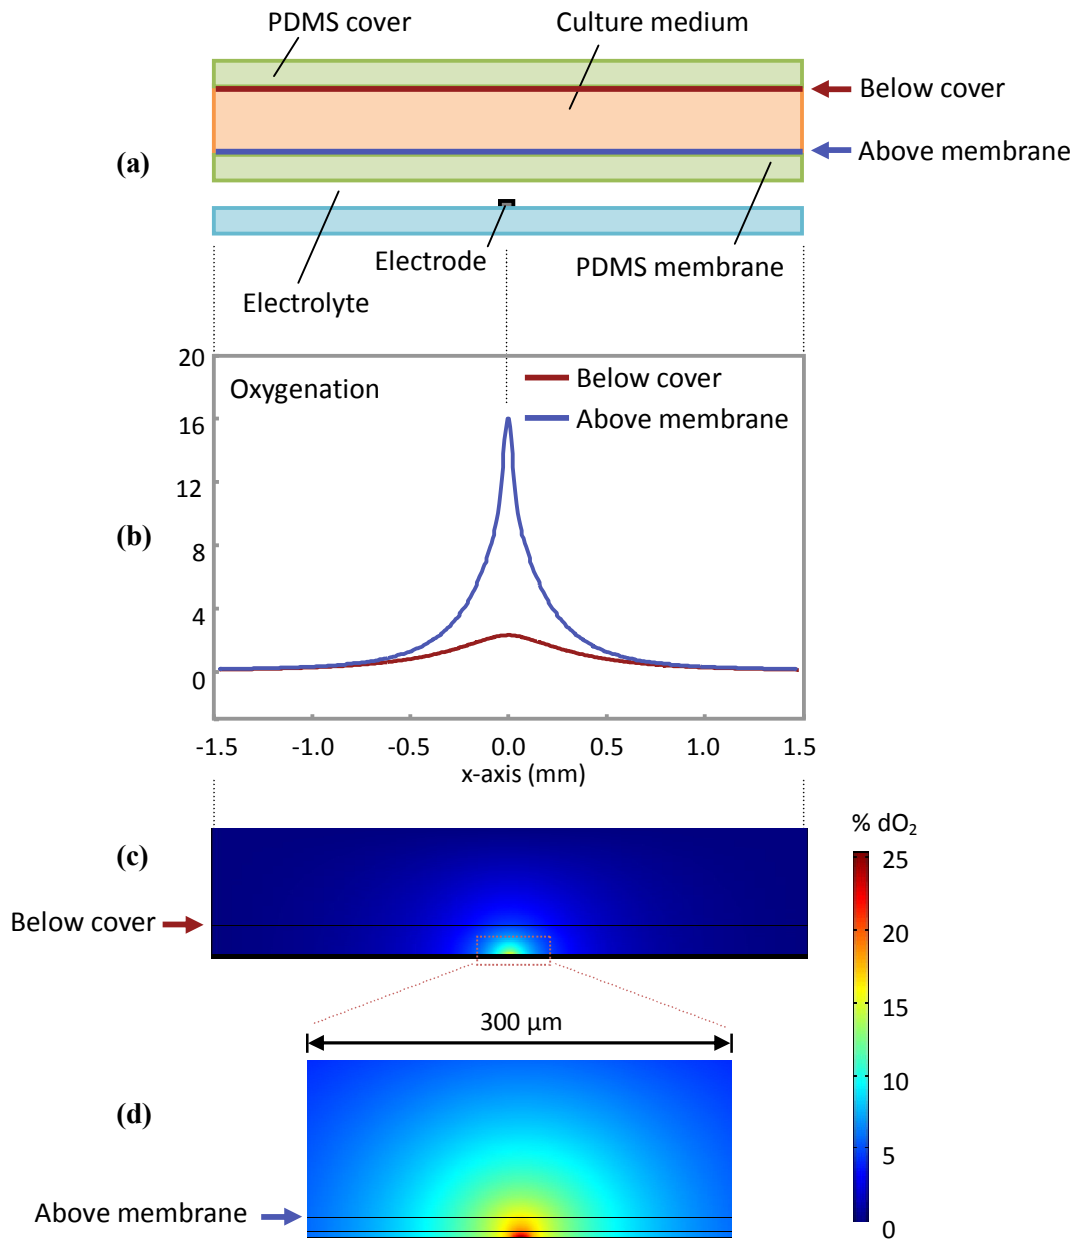 PDMS cover
Culture medium
Below cover
(a)
Above membrane
Electrode
PDMS membrane
Electrolyte
20
Oxygenation
Below cover
Above membrane
16
12
(b)
8
4
0
-1.5 -1.0 -0.5 0.0 0.5 1.0 1.5
x-axis (mm)
% dO₂
(c)
25
Below cover
20
15
300 µm
10
(d)
5
Above membrane
0